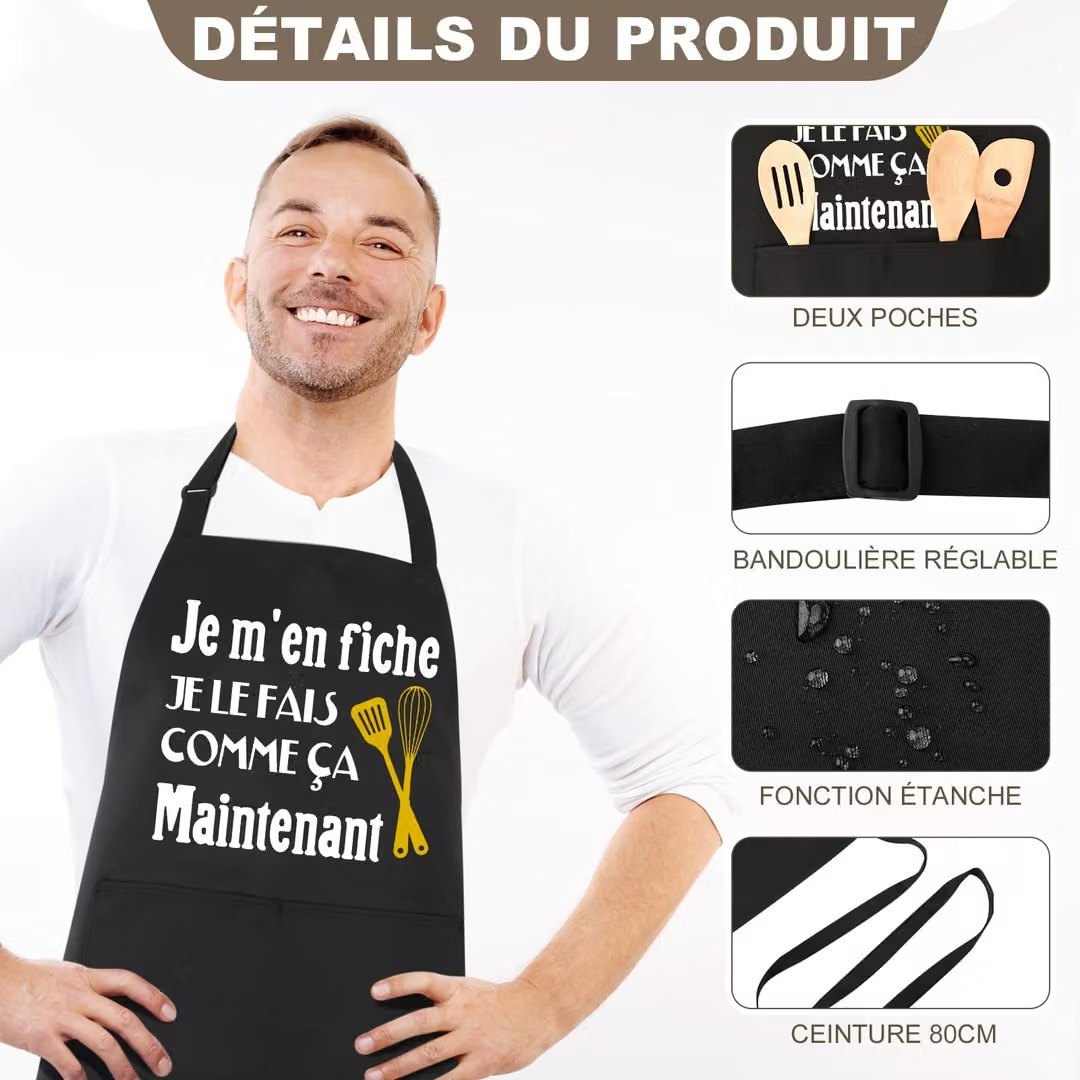 DÉTAILS DU PRODUIT
Je m'en fiche
JE LE FAIS
COMME ÇA
Maintenant
JE LE FAIS
COMME ÇA
Maintenant
DEUX POCHES
BANDOULIÈRE RÉGLABLE
FONCTION ÉTANCHE
CEINTURE 80CM